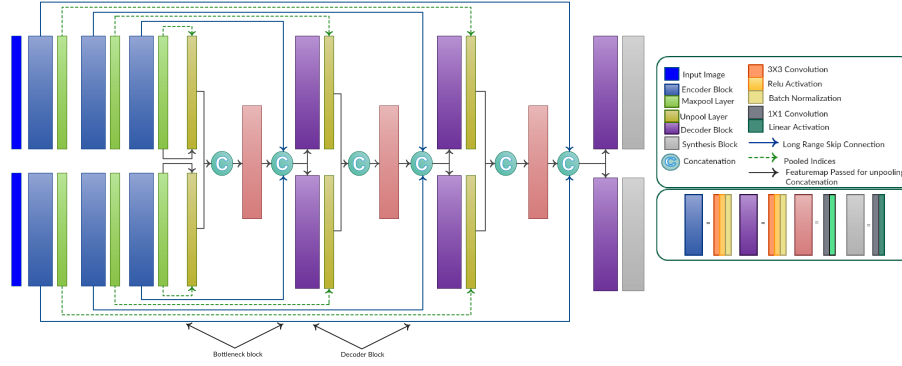 C
C
C
C
C
C
Input Image
Encoder Block
Maxpool Layer
Unpool Layer
Decoder Block
Synthesis Block
C
Concatenation
3X3 Convolution
Relu Activation
Batch Normalization
1X1 Convolution
Linear Activation
Long Range Skip Connection
Pooled Indices
Featuremap Passed for unpooling
Concatenation
=
=
=
=
Bottleneck block
Decoder Block